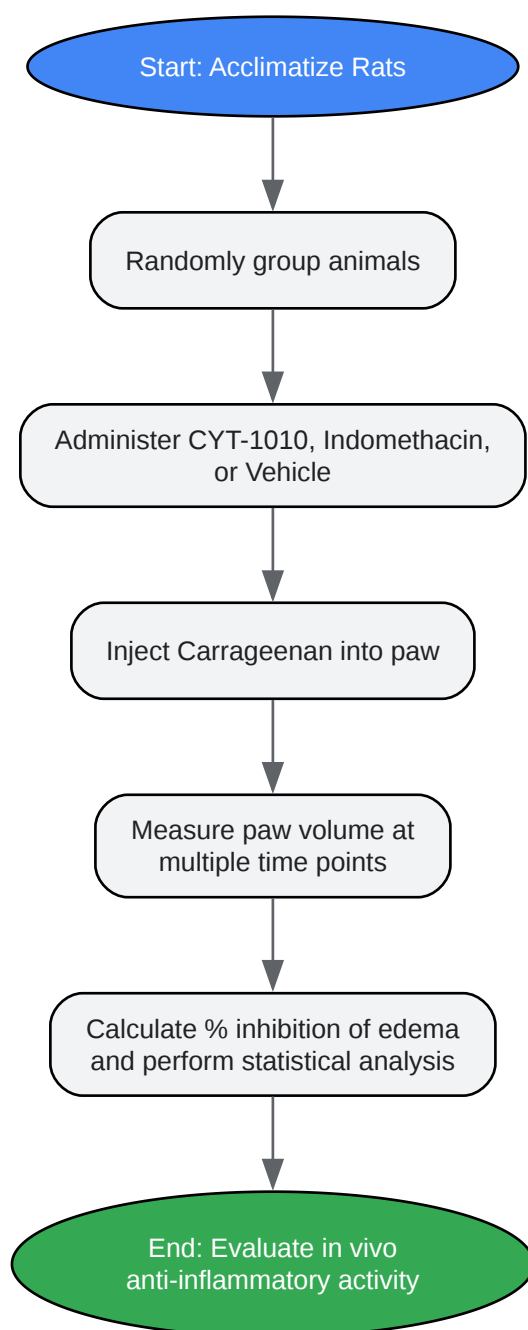 Start: Acclimatize Rats
Randomly group animals
Administer CYT-1010, Indomethacin,
or Vehicle
Inject Carrageenan into paw
Measure paw volume at
multiple time points
Calculate % inhibition of edema
and perform statistical analysis
End: Evaluate in vivo
anti-inflammatory activity